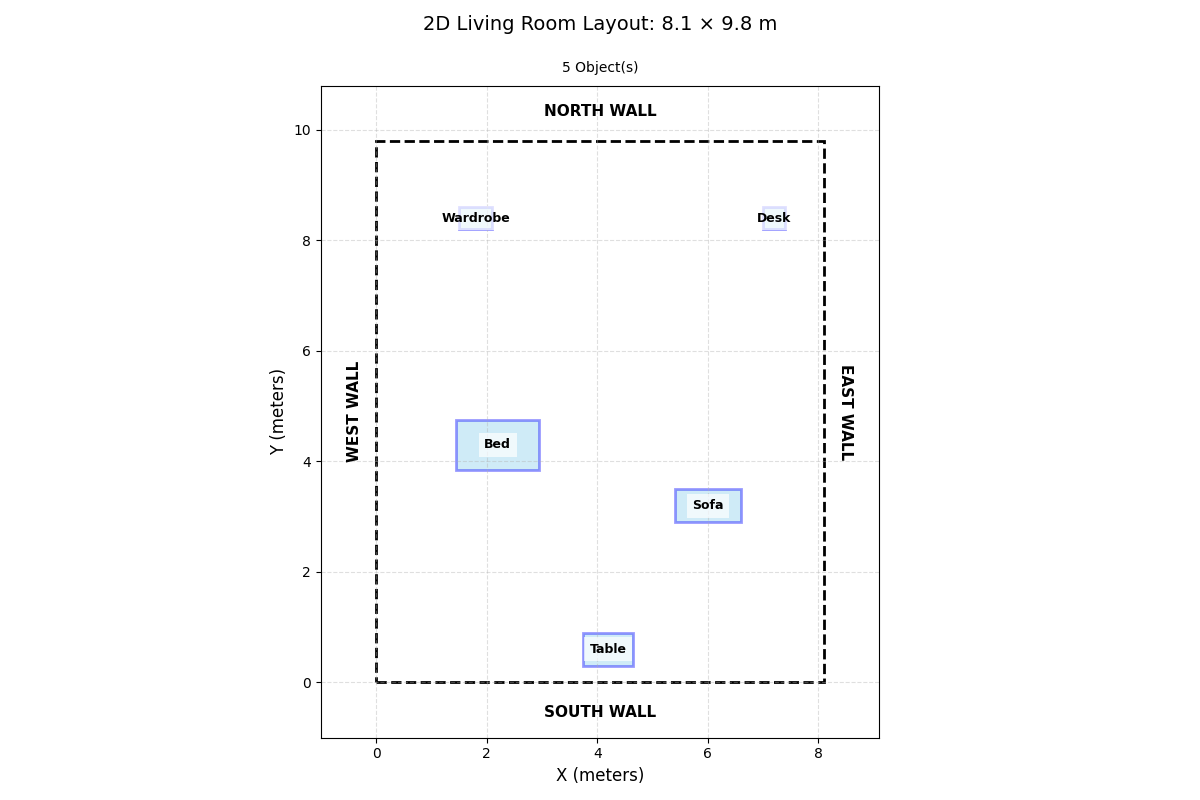 2D Living Room Layout: 8.1 × 9.8 m
5 Object(s)
NORTH WALL
10
Wardrobe
Desk
8
6
WEST WALL
EAST WALL
Y (meters)
Bed
4
Sofa
2
Table
0
SOUTH WALL
0 2 4 6 8
X (meters)